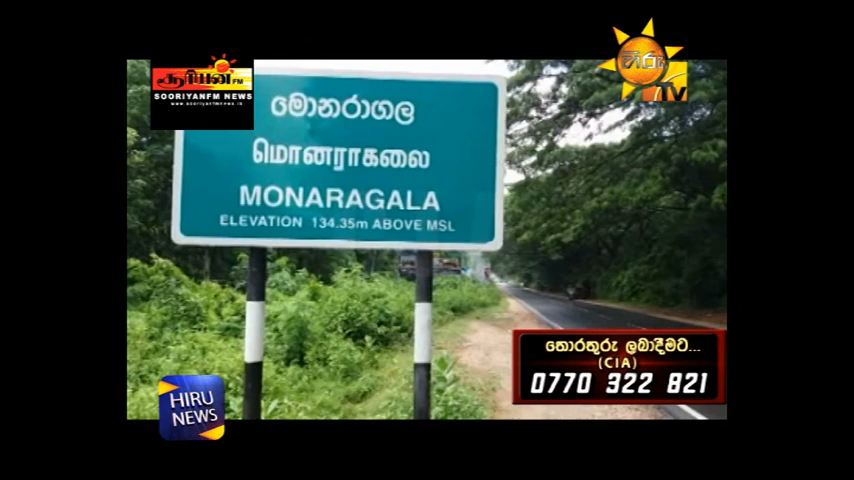 சூரியன் FM
SOORIYANFM NEWS
www.sooriyanfmnews.lk
හිරු
TV
මොනරාගල
மொனராகலை
MONARAGALA
ELEVATION 134.35m ABOVE MSL
තොරතුරු ලබාදීමට...
(CIA)
0770 322 821
HIRU
NEWS